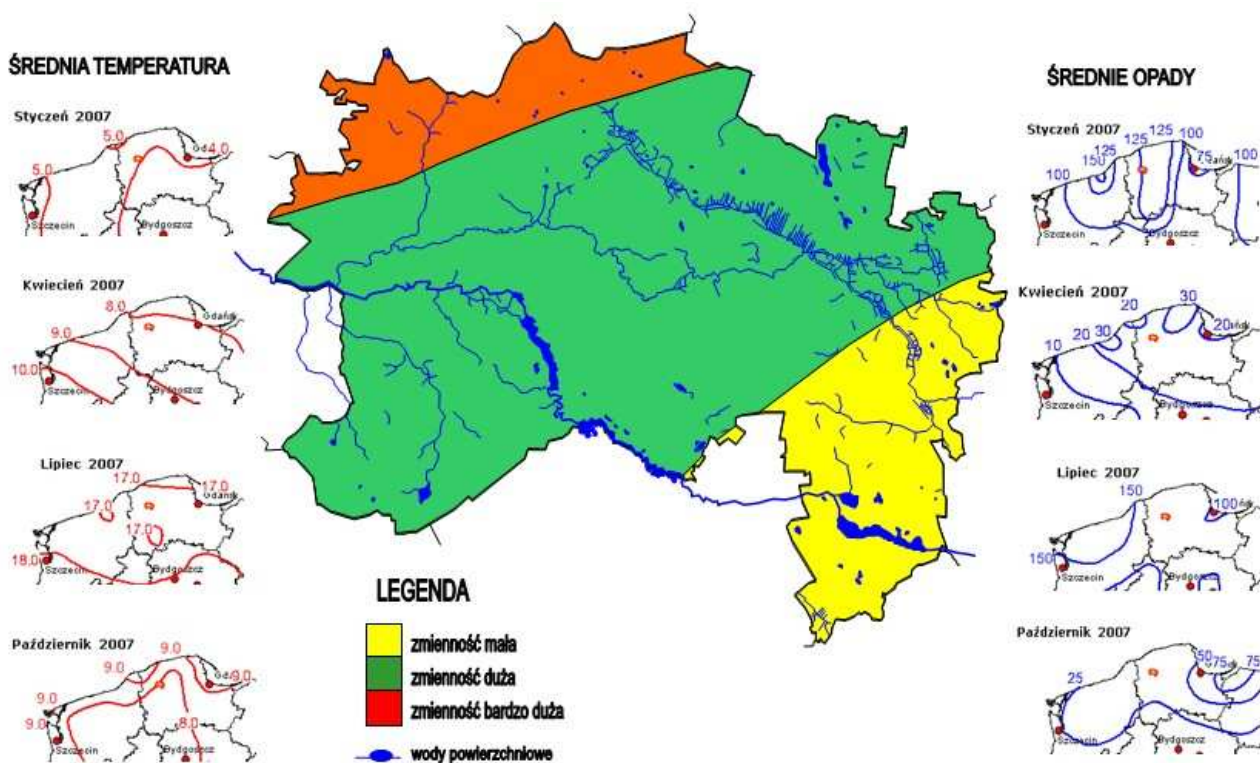 ŚREDNIA TEMPERATURA
Styczeń 2007
5.0
5.0
4.0
Szczecin
Bydgoszcz
Kwiecień 2007
8.0
9.0
10.0
Gdańsk
Szczecin
Bydgoszcz
Lipiec 2007
17.0
17.0
17.0
17.0
18.0
Gdańsk
Szczecin
Bydgoszcz
Październik 2007
9.0
9.0
9.0
9.0
9.0
8.0
Szczecin
Bydgoszcz
LEGENDA
zmienność mała
zmienność duża
zmienność bardzo duża
wody powierzchniowe
ŚREDNIE OPADY
Styczeń 2007
125
125
100
150
75
100
100
Szczecin
Bydgoszcz
Kwiecień 2007
30
20
20
30
20
10
Szczecin
Bydgoszcz
Lipiec 2007
150
100
150
Szczecin
Bydgoszcz
Październik 2007
50
75
75
25
Szczecin
Bydgoszcz